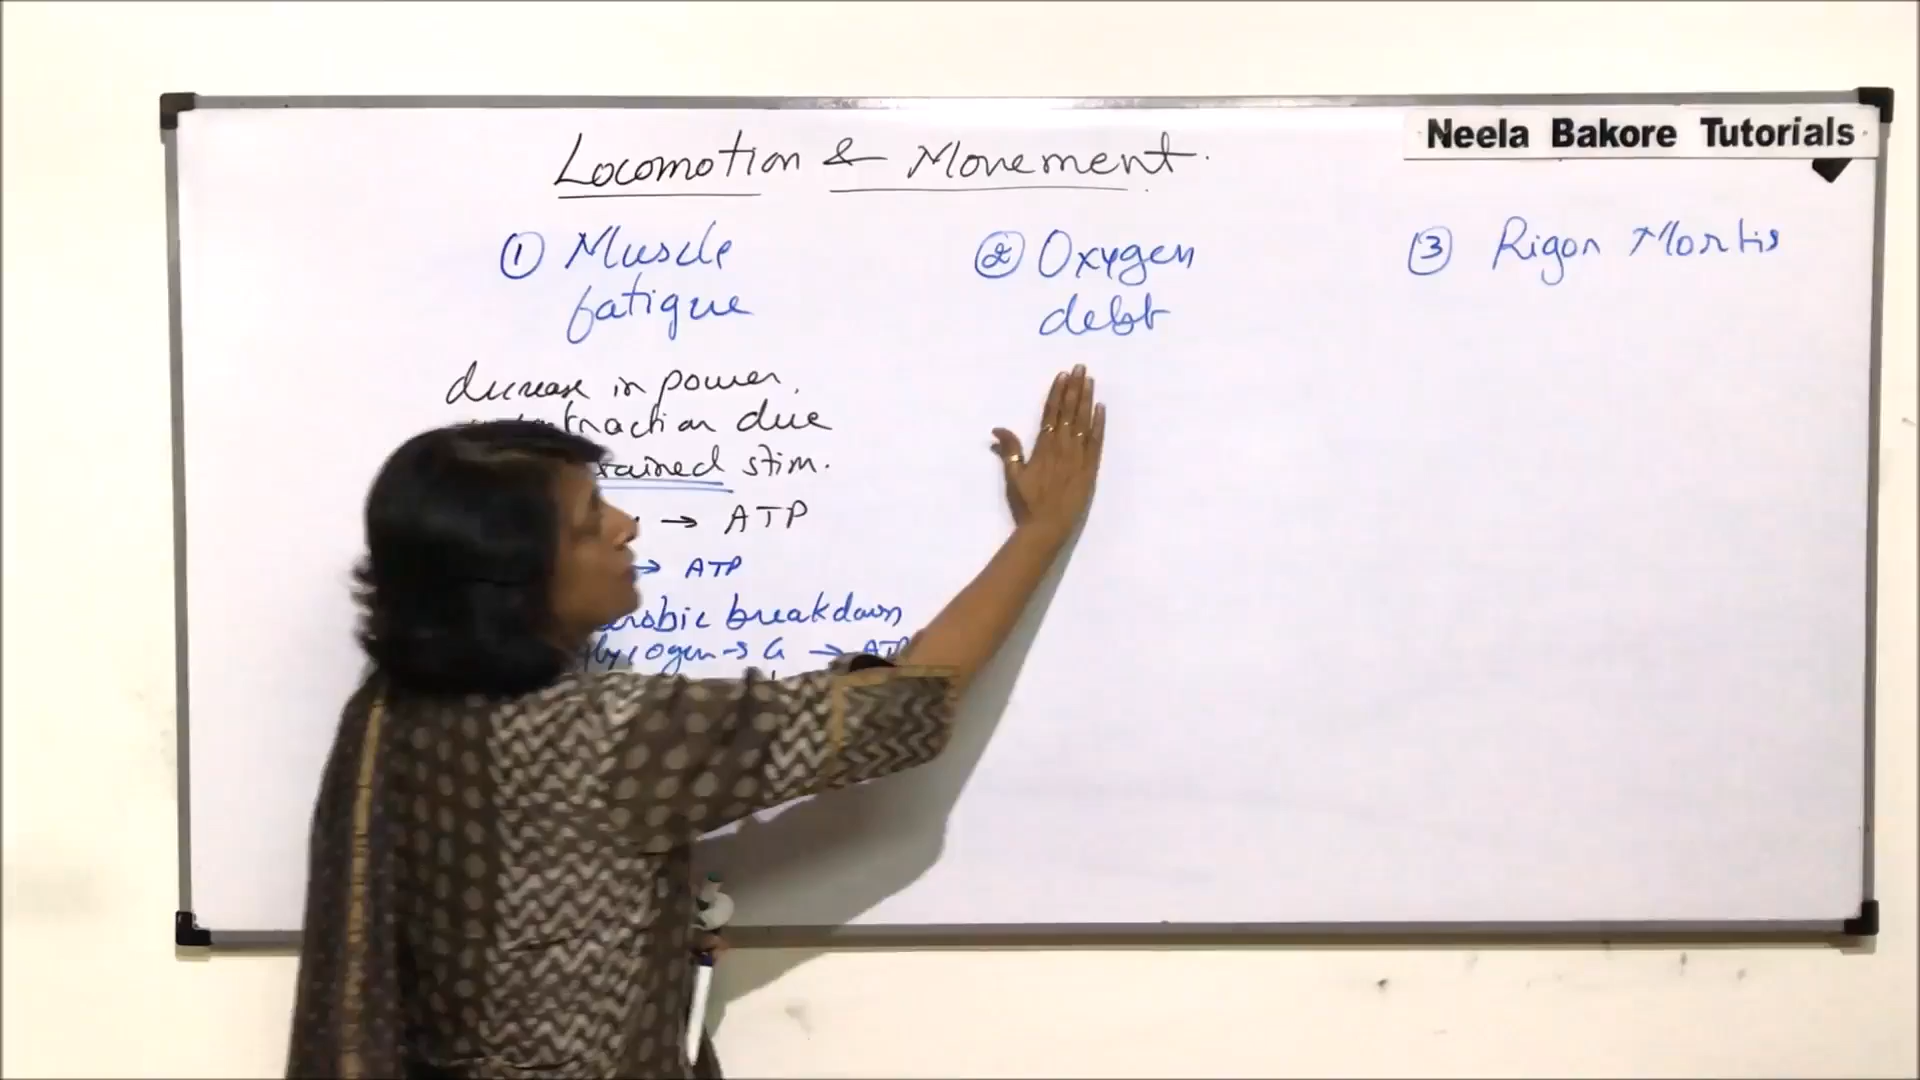 Neela Bakore Tutorials
Locomotion & Movement.
① Muscle
fatigue
decrease in power,
due
stim.
→ ATP
→ ATP
breakdown
→ G → ATP
② Oxygen
debt
③ Rigor Mortis